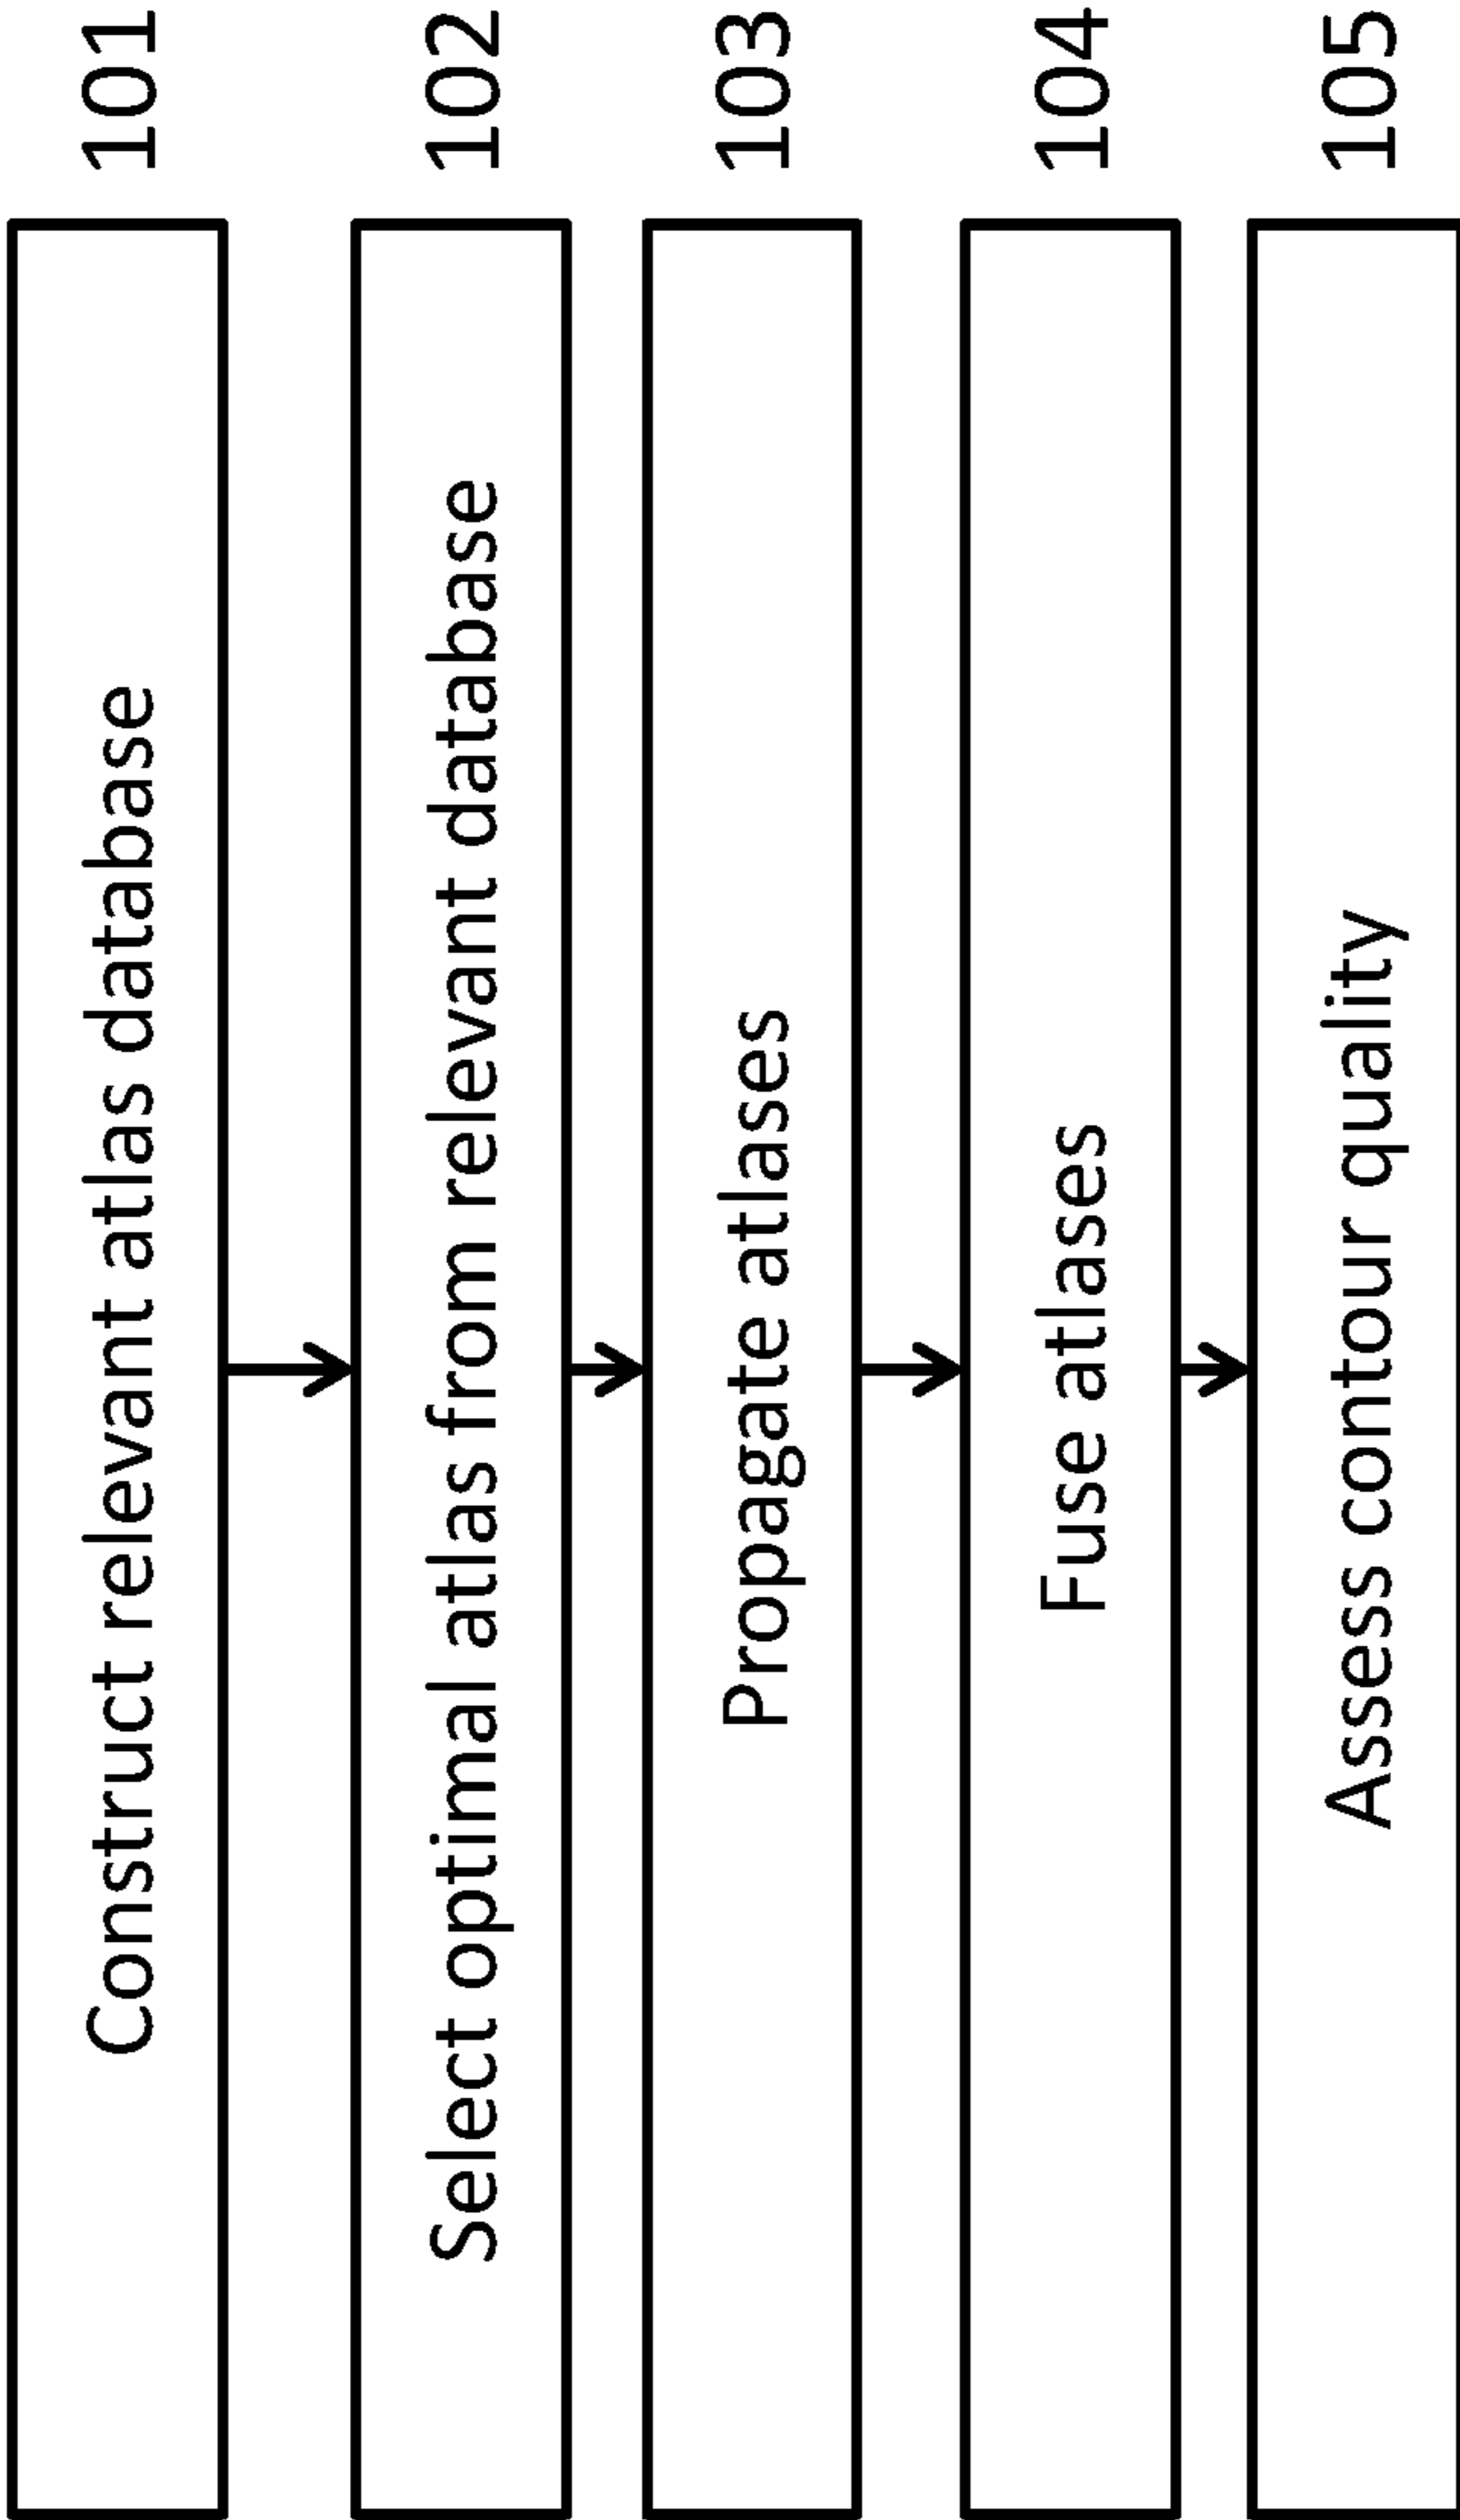 Construct relevant atlas database 101
Select optimal atlas from relevant database 102
Propagate atlases 103
Fuse atlases 104
Assess contour quality 105